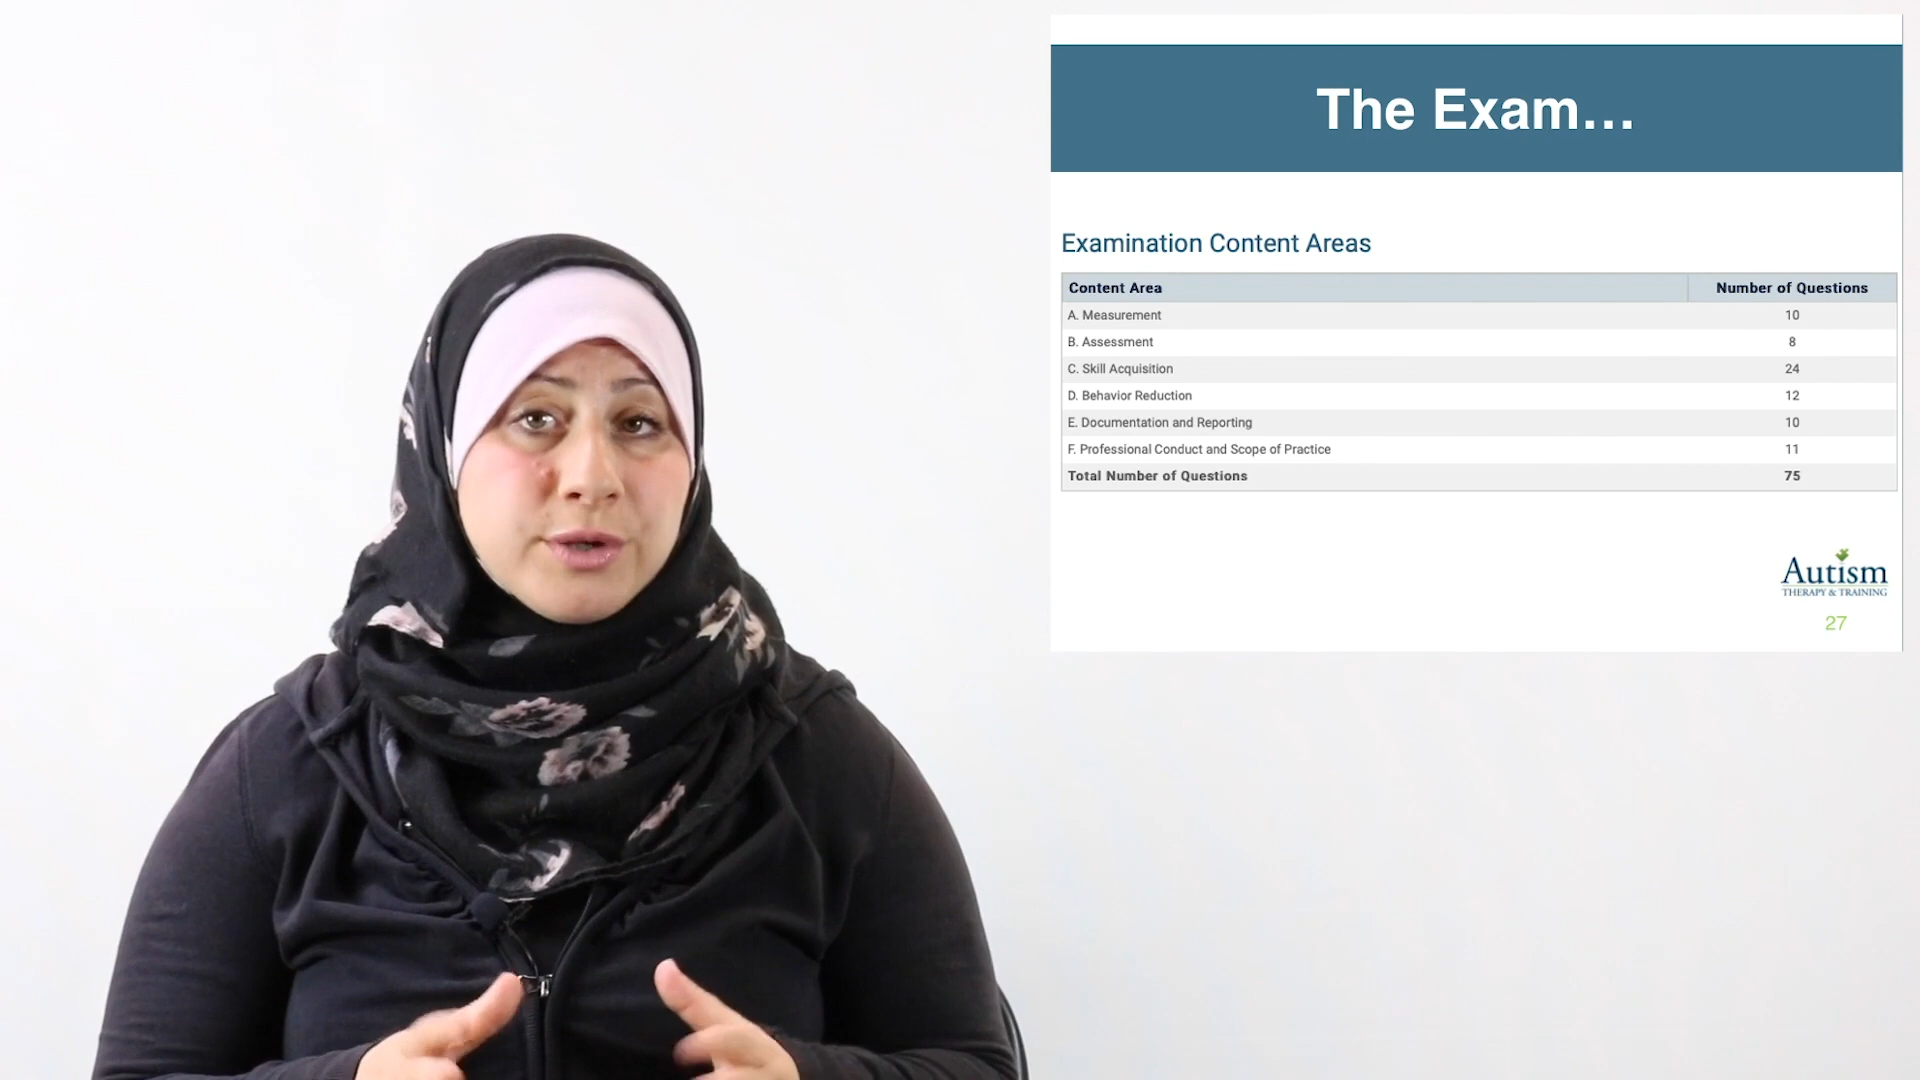 The Exam...
Examination Content Areas
Content Area Number of Questions
A. Measurement 10
B. Assessment 8
C. Skill Acquisition 24
D. Behavior Reduction 12
E. Documentation and Reporting 10
F. Professional Conduct and Scope of Practice 11
Total Number of Questions 75
Autism
THERAPY & TRAINING
27